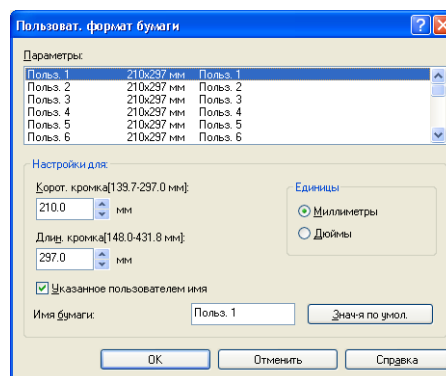 Пользоват. формат бумаги
Параметры:
Польз. 1 210x297 мм Польз. 1
Польз. 2 210x297 мм Польз. 2
Польз. 3 210x297 мм Польз. 3
Польз. 4 210x297 мм Польз. 4
Польз. 5 210x297 мм Польз. 5
Польз. 6 210x297 мм Польз. 6
Настройки для:
Корот. кромка[139.7-297.0 мм]:
210.0 мм
Длин. кромка[148.0-431.8 мм]:
297.0 мм
Единицы
Миллиметры
Дюймы
Указанное пользователем имя
Имя бумаги: Польз. 1 Знач-я по умол.
OK Отменить Справка